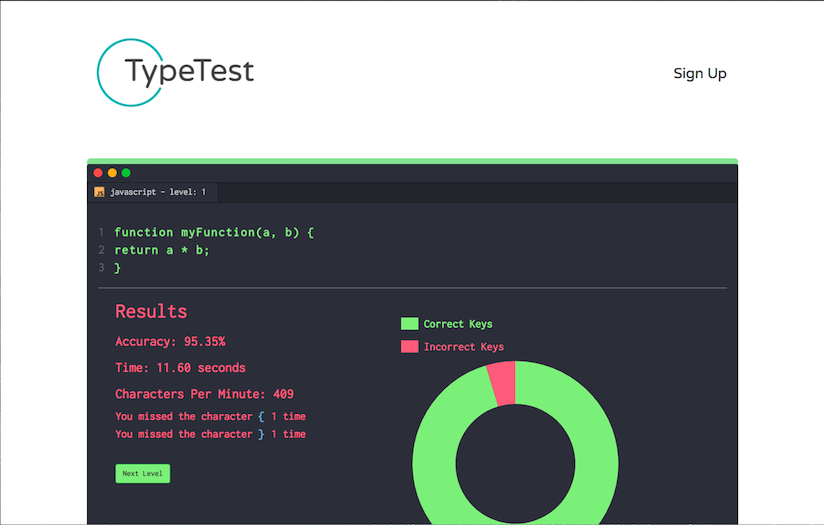 TypeTest
Sign Up
JS javascript - level: 1
1 function myFunction(a, b) {
2 return a * b;
3 }
Results
Accuracy: 95.35%
Time: 11.60 seconds
Characters Per Minute: 409
You missed the character { 1 time
You missed the character } 1 time
Next Level
Correct Keys
Incorrect Keys